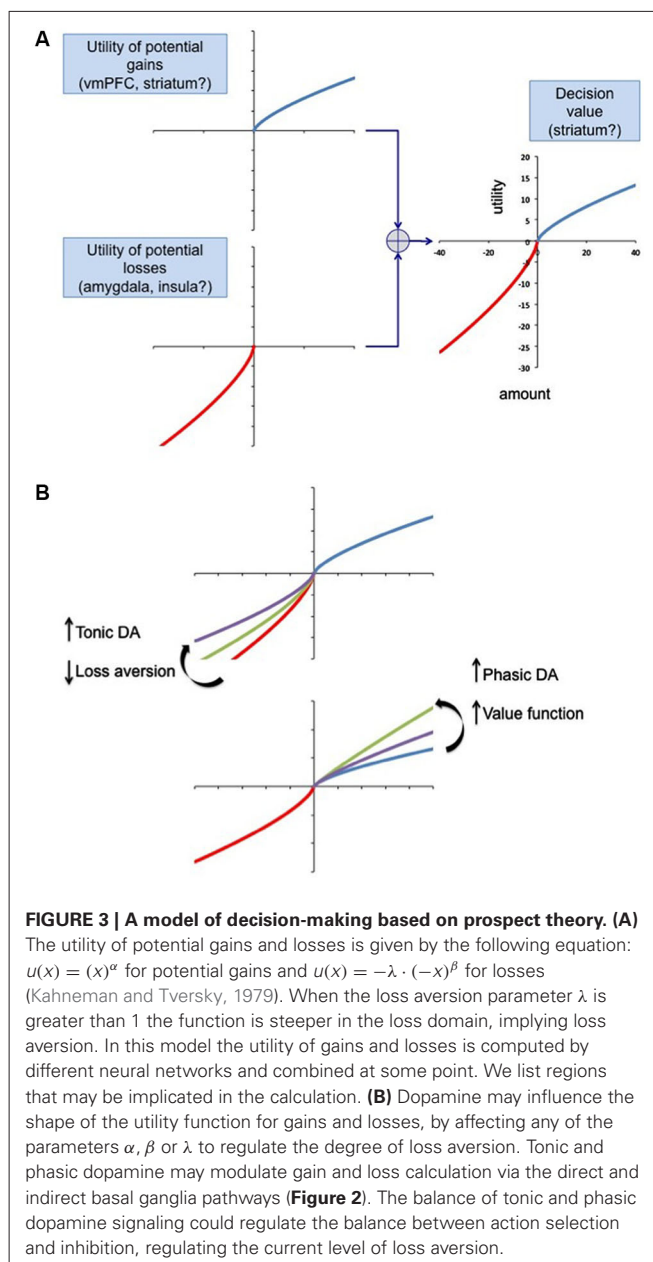 A
Utility of potential
gains
(vmPFC, striatum?)
Decision
value
(striatum?)
utility
20
15
10
5
0
-5
-10
-15
-20
-25
-30
-40
-20
0
20
40
amount
Utility of potential
losses
(amygdala, insula?)
B
↑Tonic DA
↓Loss aversion
↑Phasic DA
↑Value function
FIGURE 3 | A model of decision-making based on prospect theory. (A)
The utility of potential gains and losses is given by the following equation:
u(x) = (x)^α for potential gains and u(x) = −λ · (−x)^β for losses
(Kahneman and Tversky, 1979). When the loss aversion parameter λ is
greater than 1 the function is steeper in the loss domain, implying loss
aversion. In this model the utility of gains and losses is computed by
different neural networks and combined at some point. We list regions
that may be implicated in the calculation. (B) Dopamine may influence the
shape of the utility function for gains and losses, by affecting any of the
parameters α, β or λ to regulate the degree of loss aversion. Tonic and
phasic dopamine may modulate gain and loss calculation via the direct and
indirect basal ganglia pathways (Figure 2). The balance of tonic and phasic
dopamine signaling could regulate the balance between action selection
and inhibition, regulating the current level of loss aversion.